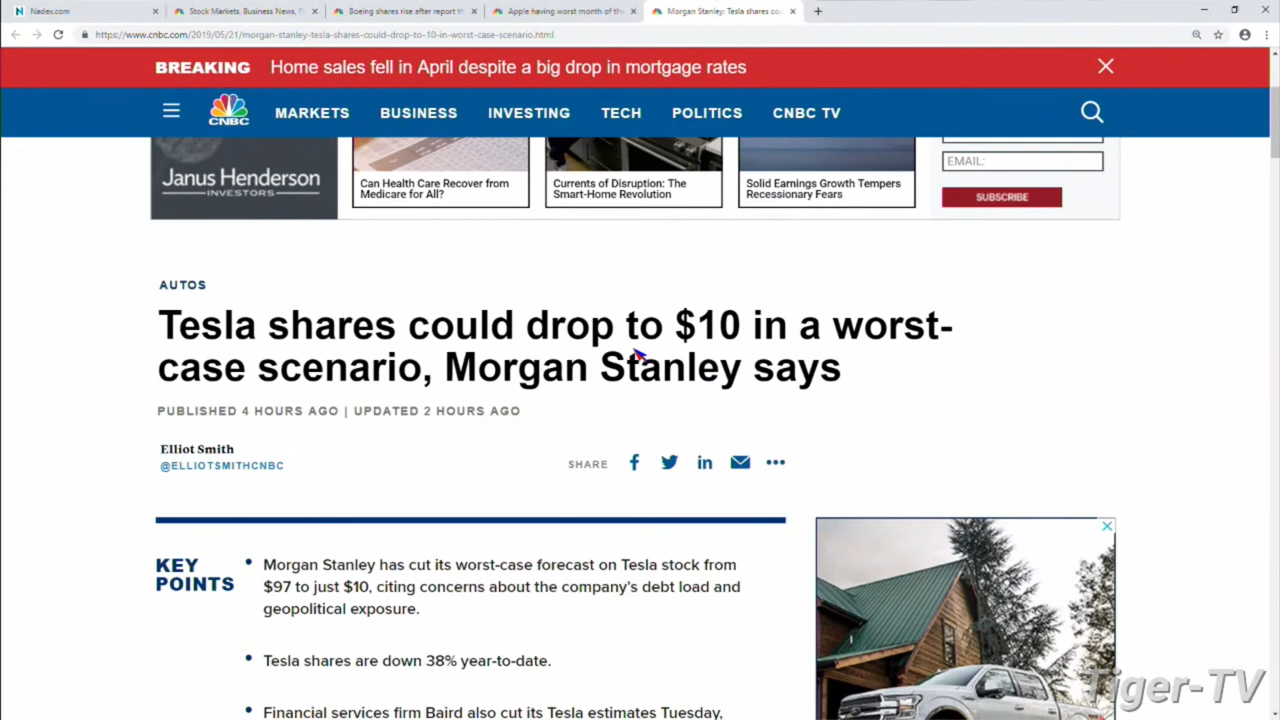 Nadex.com
Stock Markets, Business News, F
Boeing shares rise after report t
Apple having worst month of the
Morgan Stanley: Tesla shares co
https://www.cnbc.com/2019/05/21/morgan-stanley-tesla-shares-could-drop-to-10-in-worst-case-scenario.html
BREAKING Home sales fell in April despite a big drop in mortgage rates
CNBC MARKETS BUSINESS INVESTING TECH POLITICS CNBC TV
Janus Henderson
INVESTORS
Can Health Care Recover from
Medicare for All?
Currents of Disruption: The
Smart-Home Revolution
Solid Earnings Growth Tempers
Recessionary Fears
EMAIL:
SUBSCRIBE
AUTOS
Tesla shares could drop to $10 in a worst-
case scenario, Morgan Stanley says
PUBLISHED 4 HOURS AGO | UPDATED 2 HOURS AGO
Elliot Smith
@ELLIOTSMITHCNBC
SHARE
KEY
POINTS
• Morgan Stanley has cut its worst-case forecast on Tesla stock from
$97 to just $10, citing concerns about the company's debt load and
geopolitical exposure.
• Tesla shares are down 38% year-to-date.
• Financial services firm Baird also cut its Tesla estimates Tuesday,
Tiger-TV